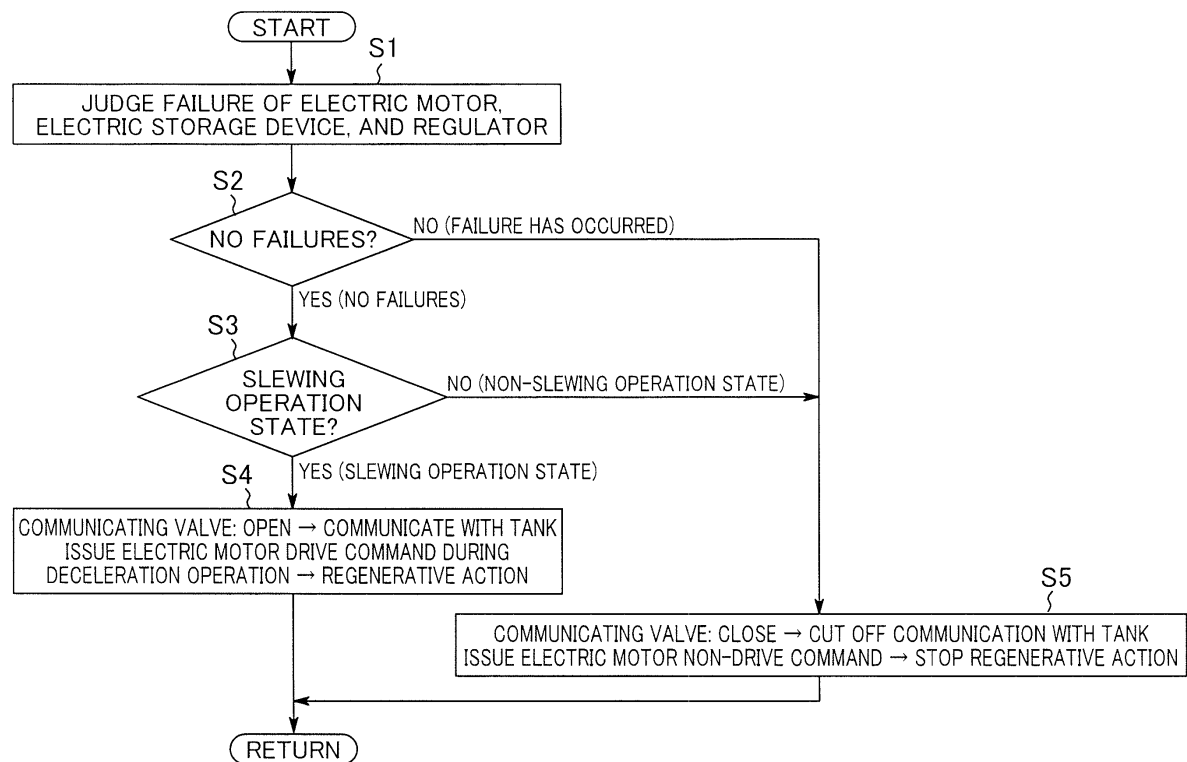 START
S1
JUDGE FAILURE OF ELECTRIC MOTOR,
ELECTRIC STORAGE DEVICE, AND REGULATOR
S2
NO FAILURES?
NO (FAILURE HAS OCCURRED)
YES (NO FAILURES)
S3
SLEWING
OPERATION
STATE?
NO (NON-SLEWING OPERATION STATE)
YES (SLEWING OPERATION STATE)
S4
COMMUNICATING VALVE: OPEN → COMMUNICATE WITH TANK
ISSUE ELECTRIC MOTOR DRIVE COMMAND DURING
DECELERATION OPERATION → REGENERATIVE ACTION
S5
COMMUNICATING VALVE: CLOSE → CUT OFF COMMUNICATION WITH TANK
ISSUE ELECTRIC MOTOR NON-DRIVE COMMAND → STOP REGENERATIVE ACTION
RETURN